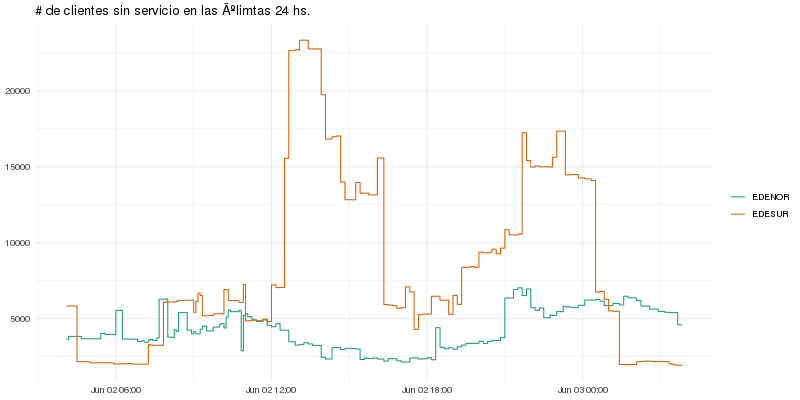 # de clientes sin servicio en las Ãºlimtas 24 hs.
20000
15000
10000
5000
Jun 02 06:00
Jun 02 12:00
Jun 02 18:00
Jun 03 00:00
EDENOR
EDESUR